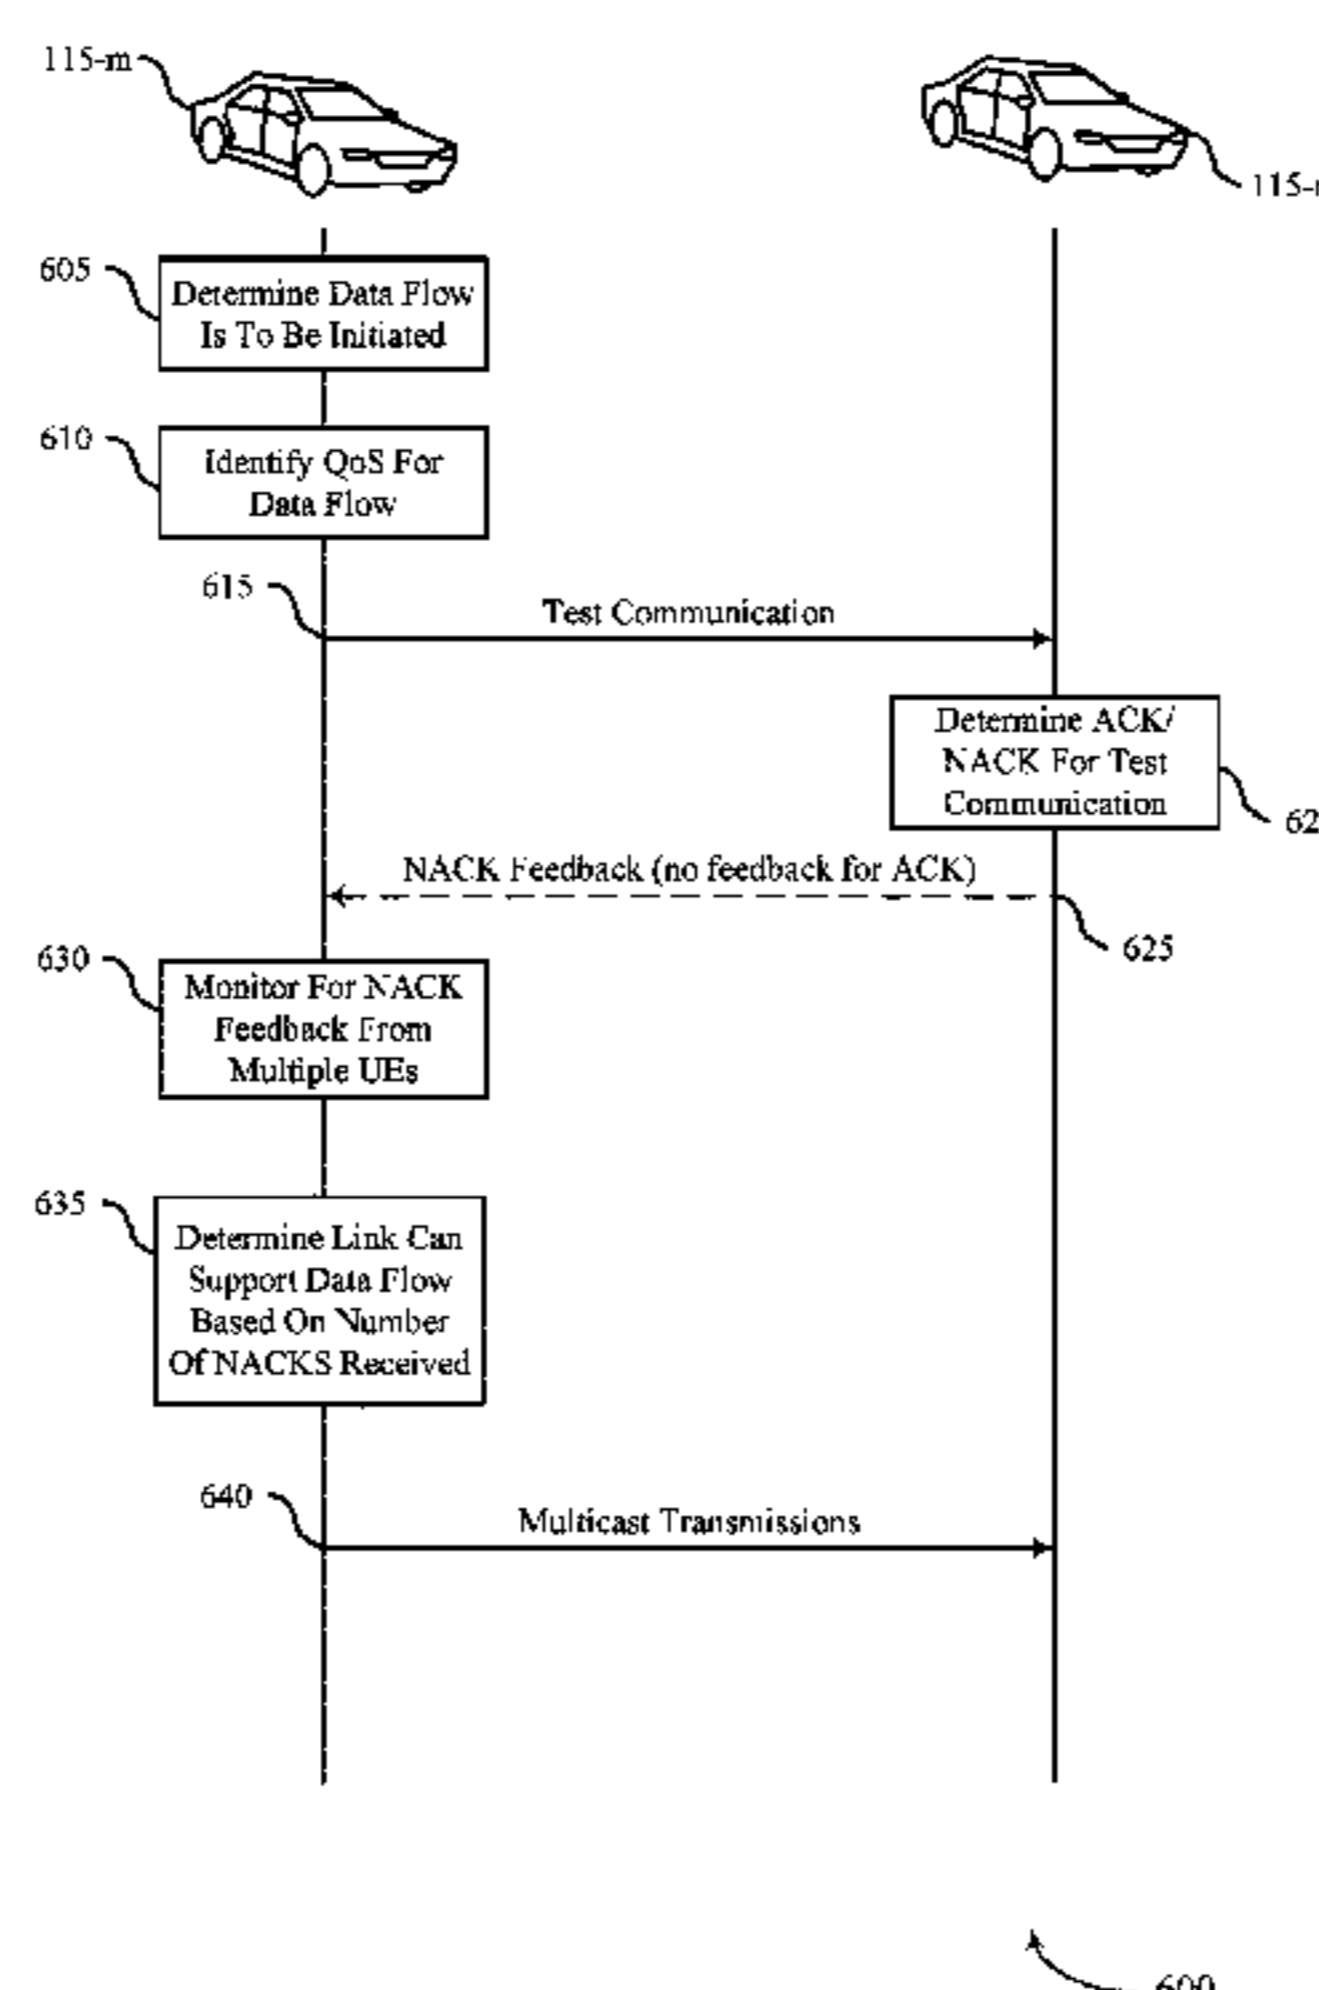 115-m
605
Determine Data Flow
Is To Be Initiated
610
Identify QoS For
Data Flow
615
Test Communication
Determine ACK/
NACK For Test
Communication
NACK Feedback (no feedback for ACK)
625
630
Monitor For NACK
Feedback From
Multiple UEs
635
Determine Link Can
Support Data Flow
Based On Number
Of NACKS Received
640
Multicast Transmissions
600